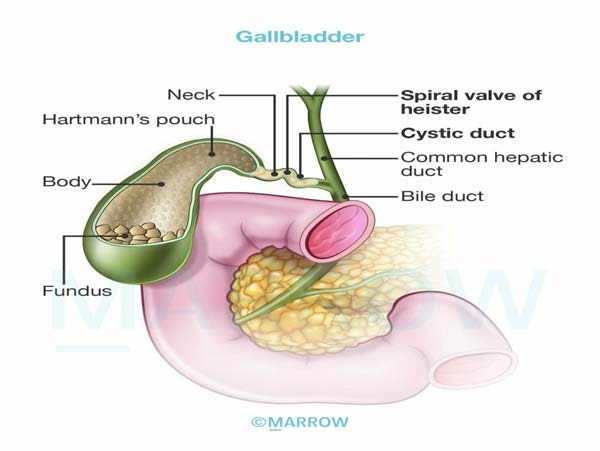 Gallbladder
Neck
Hartmann's pouch
Body
Fundus
Spiral valve of
heister
Cystic duct
Common hepatic
duct
Bile duct
MARROW
©MARROW